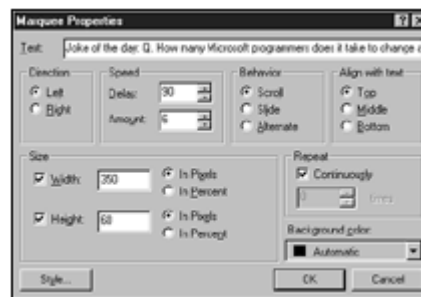 Marquee Properties
Text: Joke of the day: Q. How many Microsoft programmers does it take to change a
Direction Speed Behavior Align with text
Left Delay: 90 Scroll Top
Right Amount: 6 Slide Middle
Alternate Bottom
Size Repeat
Width: 350 In Pixels Continuously
In Percent 0 times
Height: 60 In Pixels
In Percent Background color:
Automatic
Style... OK Cancel